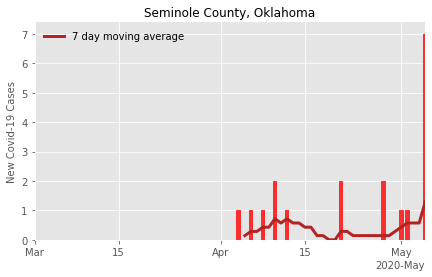 Seminole County, Oklahoma
7 day moving average
New Covid-19 Cases
7
6
5
4
3
2
1
0
Mar 15 Apr 15 May
2020-May